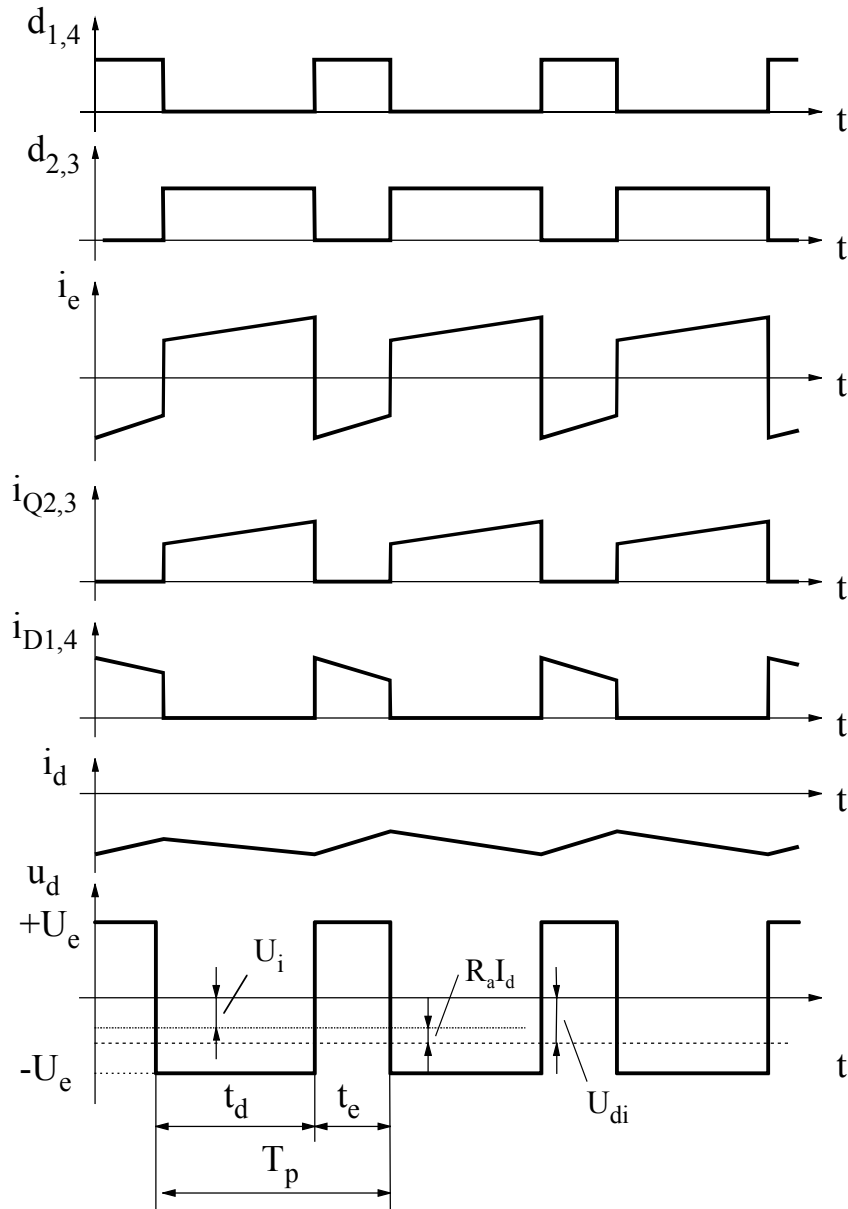 d1,4
t
d2,3
t
ie
t
iQ2,3
t
iD1,4
t
id
t
ud
+Ue
Ui
RaId
-Ue
t
Udi
td
te
Tp